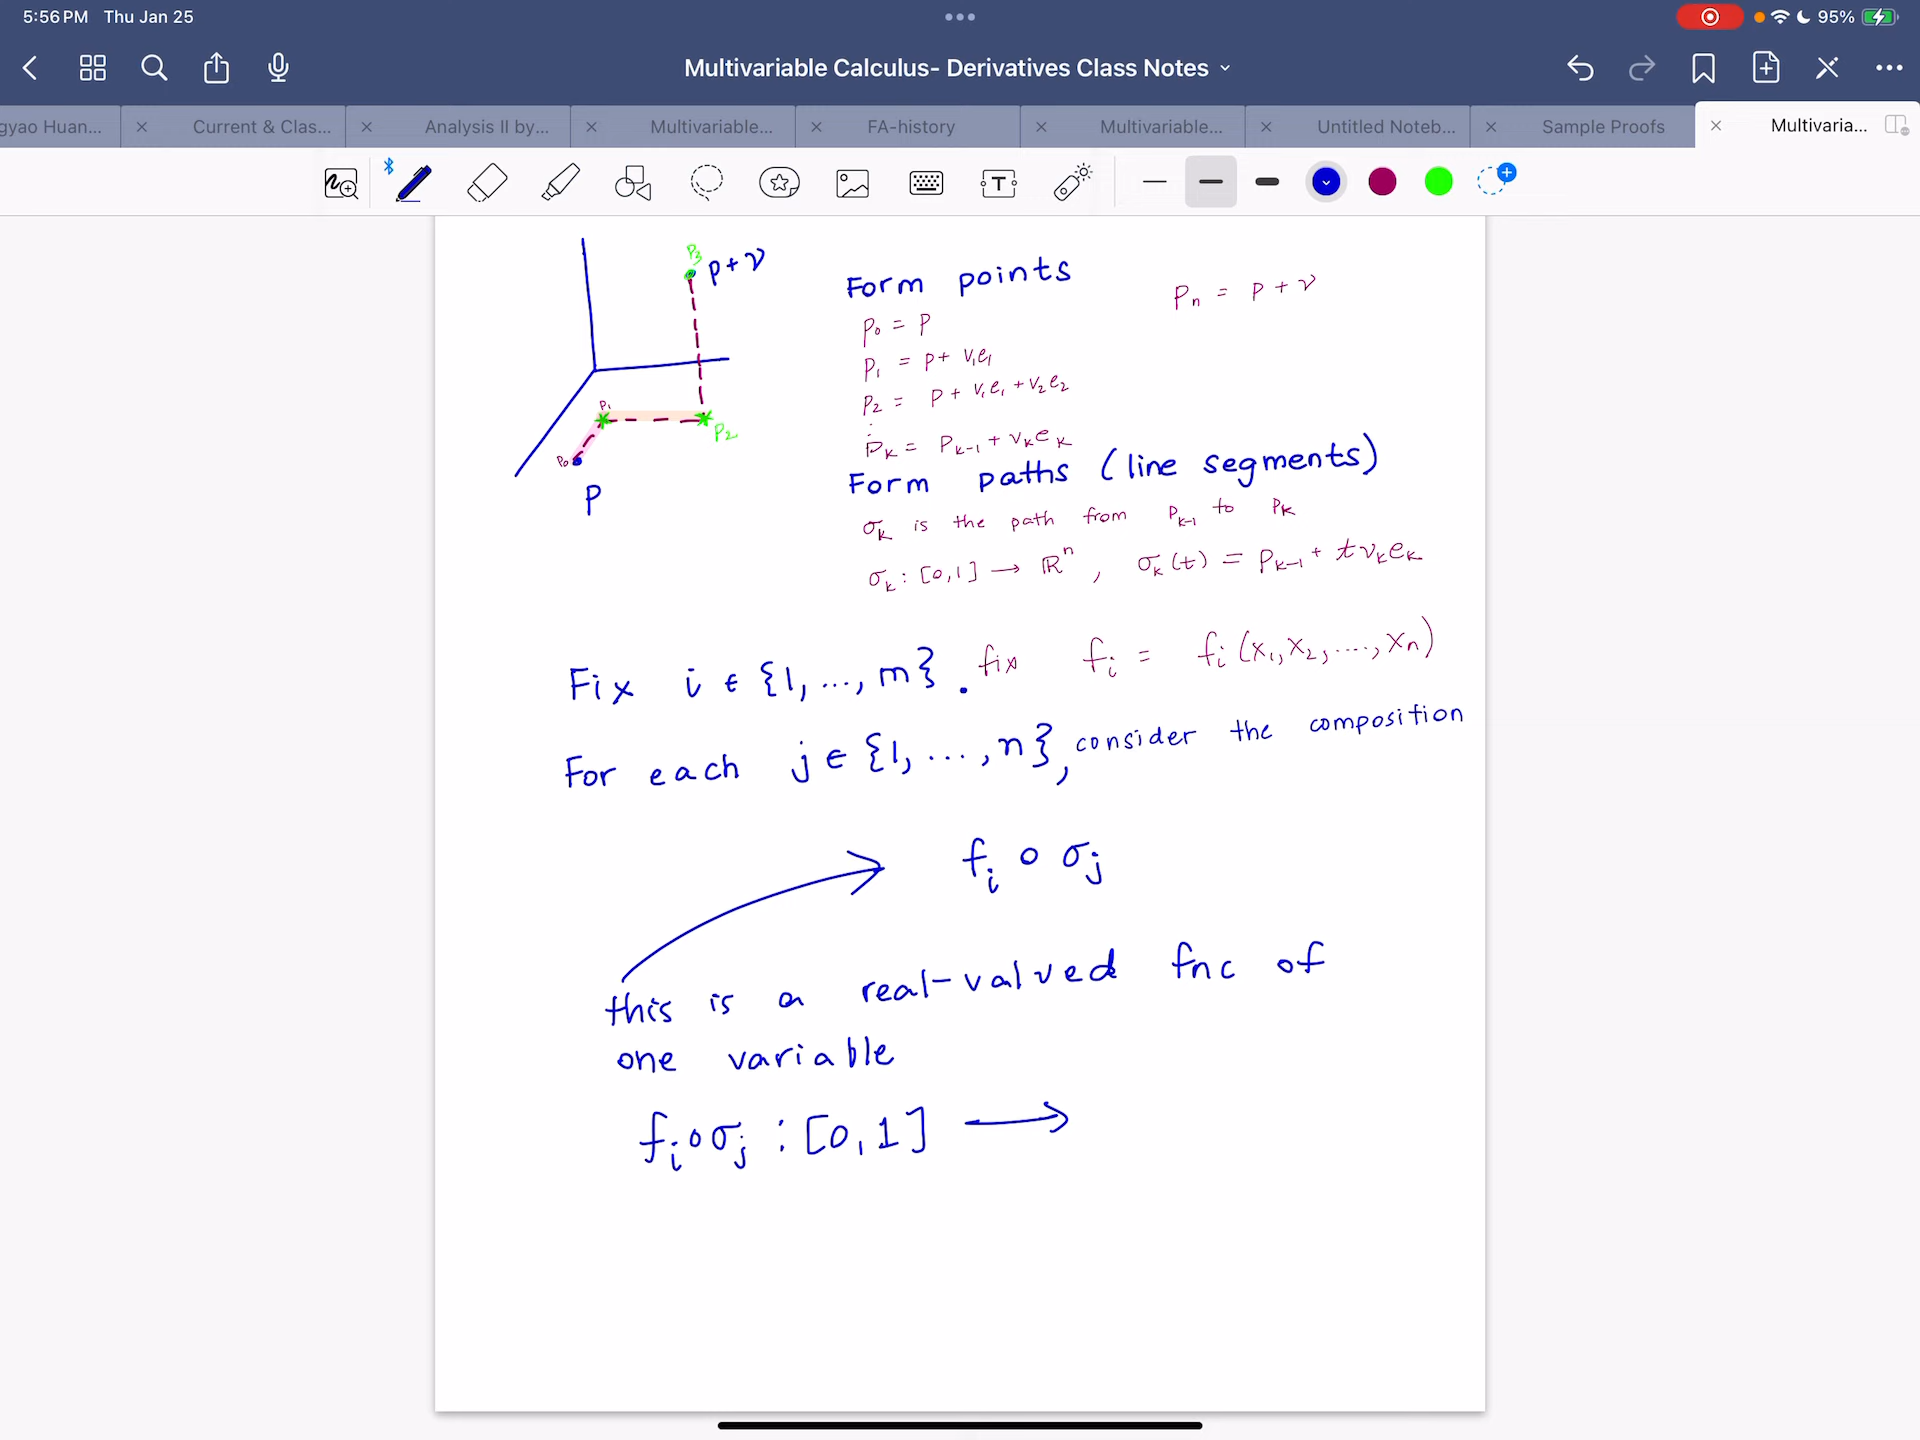 5:56 PM Thu Jan 25
95%
Multivariable Calculus- Derivatives Class Notes
gyao Huan...
Current & Clas...
Analysis II by...
Multivariable...
FA-history
Multivariable...
Untitled Noteb...
Sample Proofs
Multivaria...
P₃
p+v
P₁
P₂
P₀
p
Form points
pₙ = p + v
p₀ = p
p₁ = p + v₁e₁
p₂ = p + v₁e₁ + v₂e₂
⋮
pₖ = pₖ₋₁ + vₖeₖ
Form paths (line segments)
σₖ is the path from pₖ₋₁ to pₖ
σₖ : [0,1] → ℝⁿ , σₖ(t) = pₖ₋₁ + t vₖeₖ
Fix i ∈ {1, ..., m} . fix fᵢ = fᵢ (x₁, x₂, ...., xₙ)
For each j ∈ {1, ..., n}, consider the composition
fᵢ ∘ σⱼ
this is a real-valued fnc of
one variable
fᵢ∘σⱼ : [0,1] →